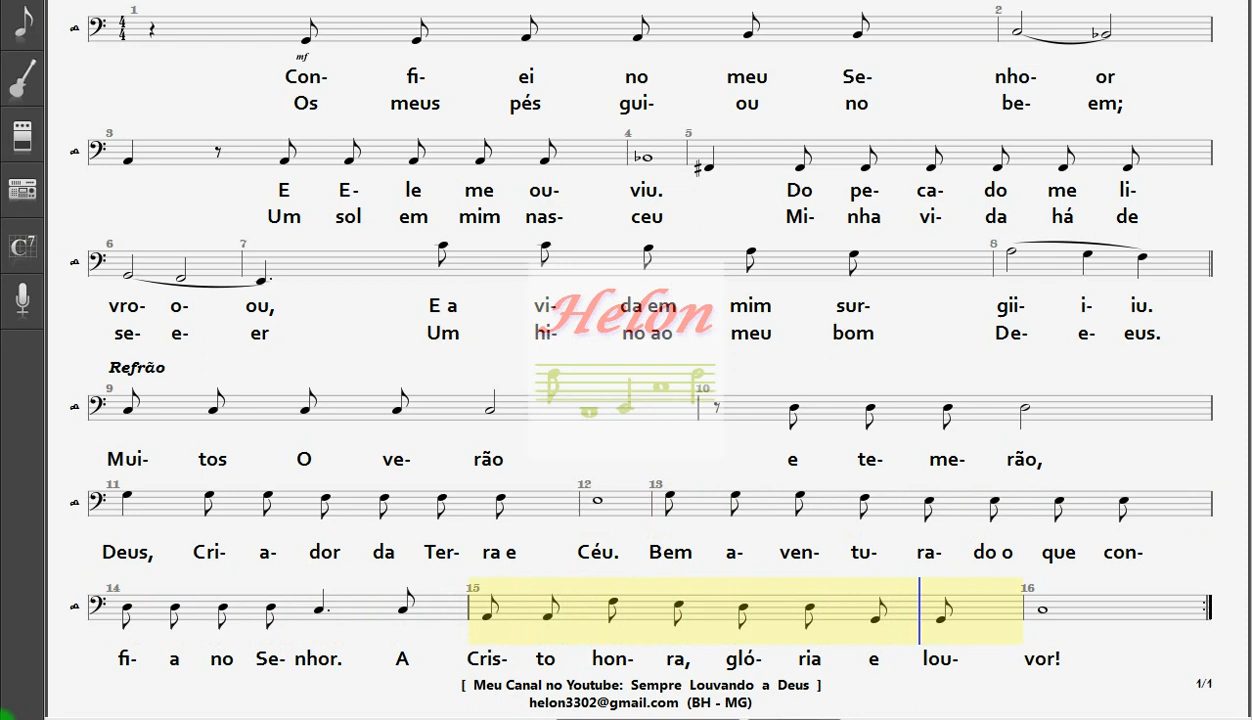 1 2
mf
Con- fi- ei no meu Se- nho- or
Os meus pés gui- ou no be- em;
3 4 5
E E- le me ou- viu. Do pe- ca- do me li-
Um sol em mim nas- ceu Mi- nha vi- da há de
6 7 8
vro- o- ou, E a vi- da em mim sur- gii- i- iu.
se- e- er Um hi- no ao meu bom De- e- eus.
Helon
Refrão
9 10
Mui- tos O ve- rão e te- me- rão,
11 12 13
Deus, Cri- a- dor da Ter- ra e Céu. Bem a- ven- tu- ra- do o que con-
14 15 16
fi- a no Se- nhor. A Cris- to hon- ra, gló- ria e lou- vor!
[ Meu Canal no Youtube: Sempre Louvando a Deus ]
1/1
helon3302@gmail.com (BH - MG)
C7